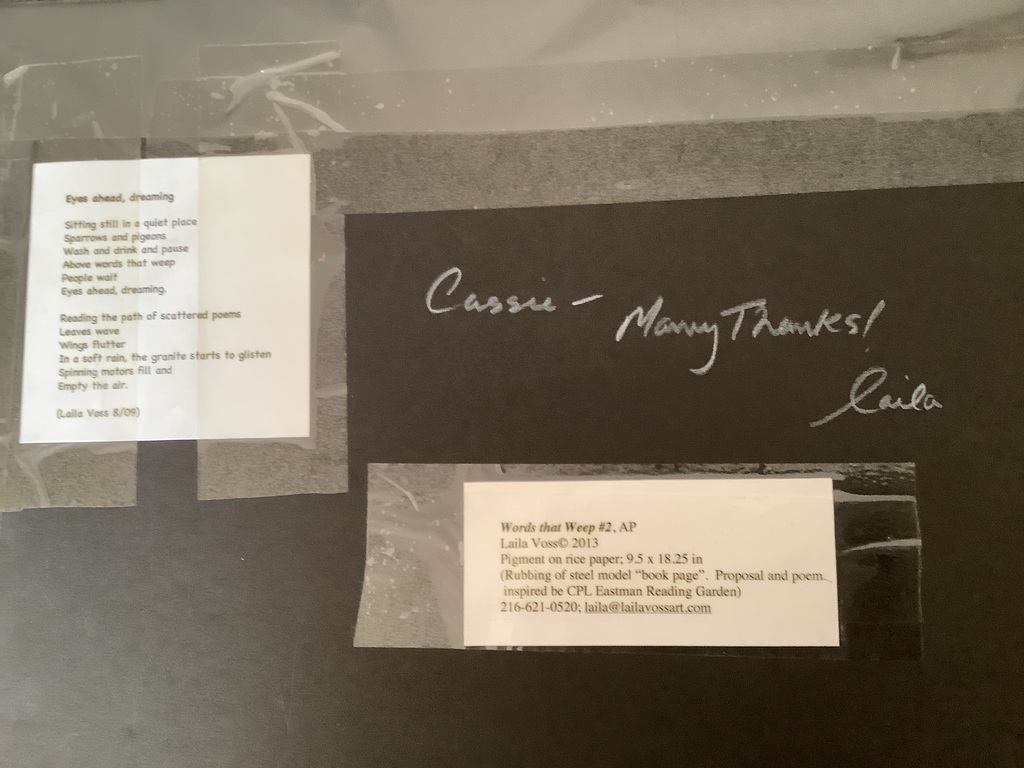 Eyes ahead, dreaming
Sitting still in a quiet place
Sparrows and pigeons
Wash and drink and pause
Above words that weep
People wait
Eyes ahead, dreaming.
Reading the path of scattered poems
Leaves wave
Wings flutter
In a soft rain, the granite starts to glisten
Spinning motors fill and
Empty the air.
(Laila Voss 8/09)
Cassie – Many Thanks!
Laila
Words that Weep #2, AP
Laila Voss© 2013
Pigment on rice paper; 9.5 x 18.25 in
(Rubbing of steel model “book page”. Proposal and poem
inspired by CPL Eastman Reading Garden)
216-621-0520; laila@lailavossart.com